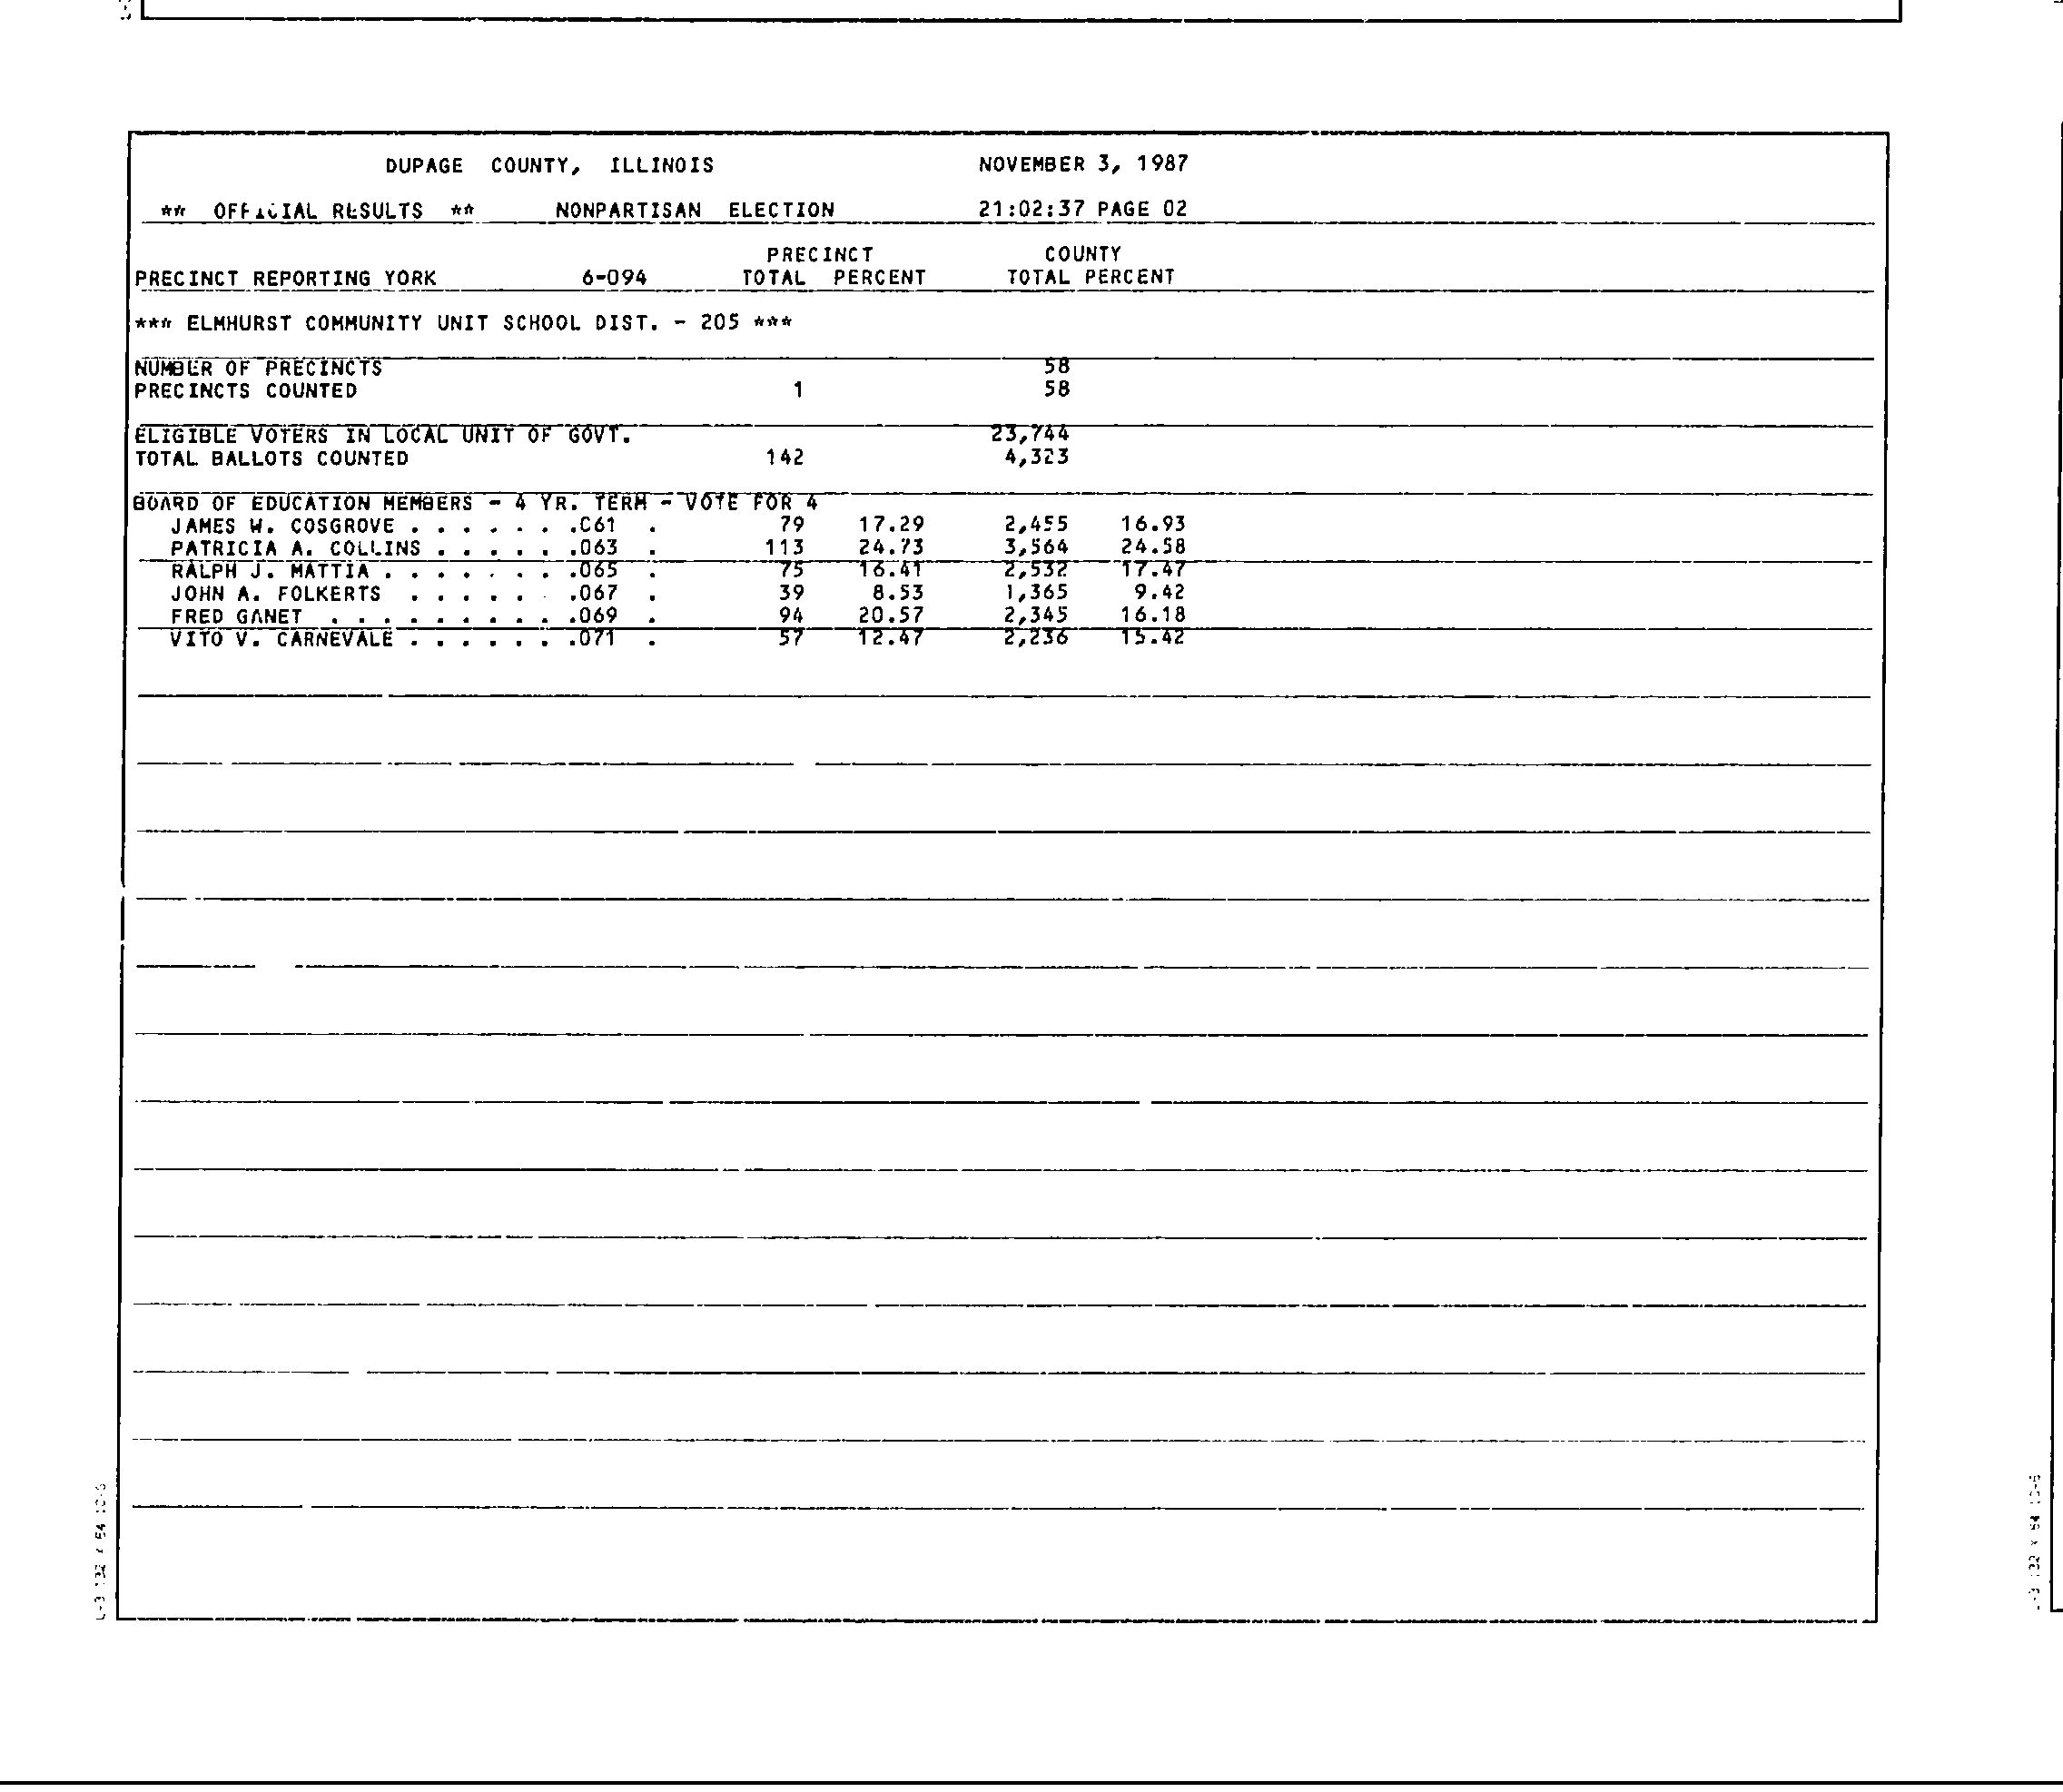 DUPAGE COUNTY, ILLINOIS NOVEMBER 3, 1987
** OFFICIAL RESULTS ** NONPARTISAN ELECTION 21:02:37 PAGE 02
PRECINCT COUNTY
PRECINCT REPORTING YORK 6-094 TOTAL PERCENT TOTAL PERCENT
*** ELMHURST COMMUNITY UNIT SCHOOL DIST. - 205 ***
NUMBER OF PRECINCTS 58
PRECINCTS COUNTED 1 58
ELIGIBLE VOTERS IN LOCAL UNIT OF GOVT. 23,744
TOTAL BALLOTS COUNTED 142 4,323
BOARD OF EDUCATION MEMBERS - 4 YR. TERM - VOTE FOR 4
JAMES W. COSGROVE . . . . . . .061 . 79 17.29 2,455 16.93
PATRICIA A. COLLINS . . . . . .063 . 113 24.73 3,564 24.58
RALPH J. MATTIA . . . . . . . .065 . 75 16.41 2,532 17.47
JOHN A. FOLKERTS . . . . . . .067 . 39 8.53 1,365 9.42
FRED GANET . . . . . . . . . .069 . 94 20.57 2,345 16.18
VITO V. CARNEVALE . . . . . . .071 . 57 12.47 2,236 15.42